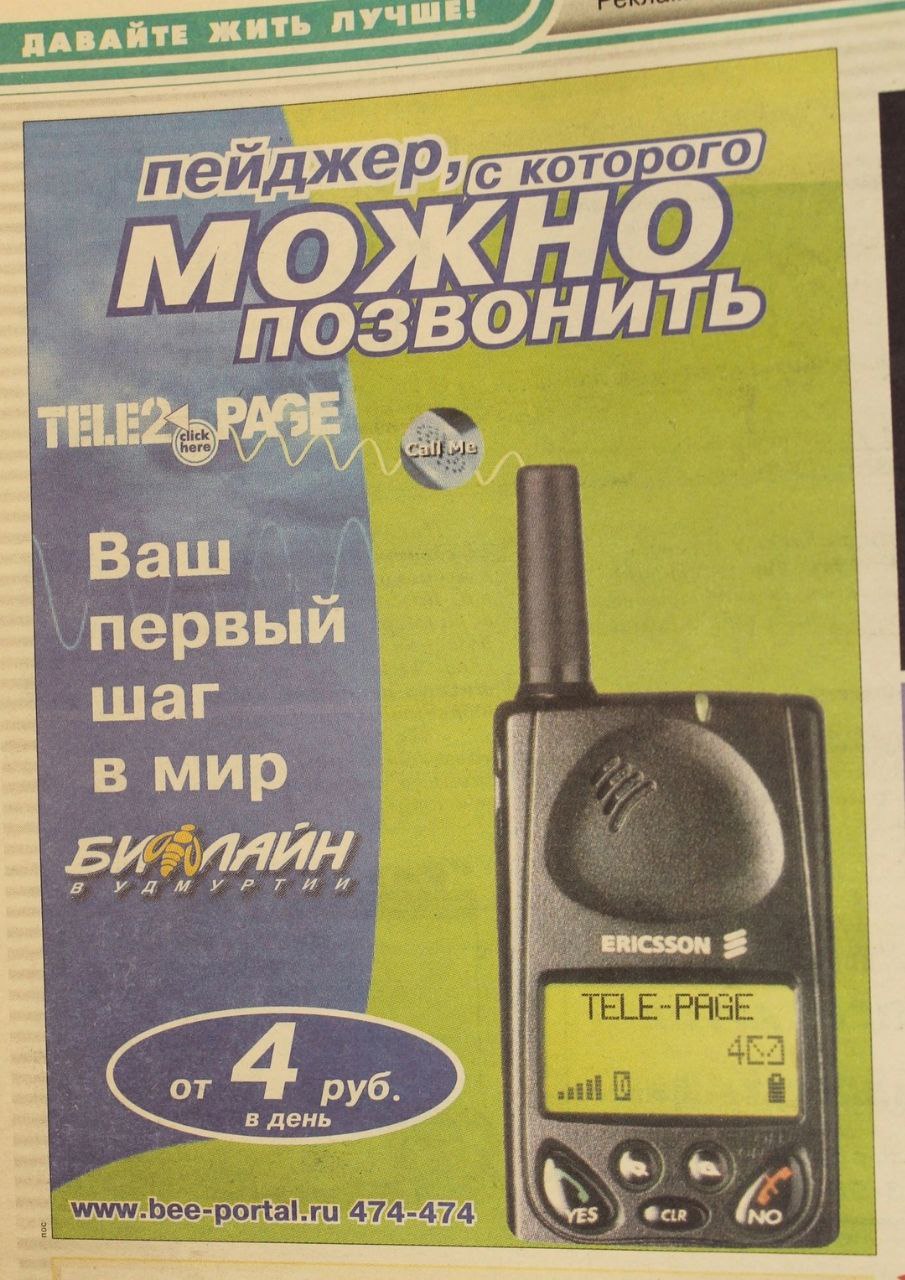 ДАВАЙТЕ ЖИТЬ ЛУЧШЕ!
пейджер, с которого
можно
позвонить
TELE2 PAGE
click
here
Call Me
Ваш
первый
шаг
в мир
БИЛАЙН
В УДМУРТИИ
ERICSSON
TELE-PAGE
4
от 4 руб.
в день
YES
CLR
NO
www.bee-portal.ru 474-474